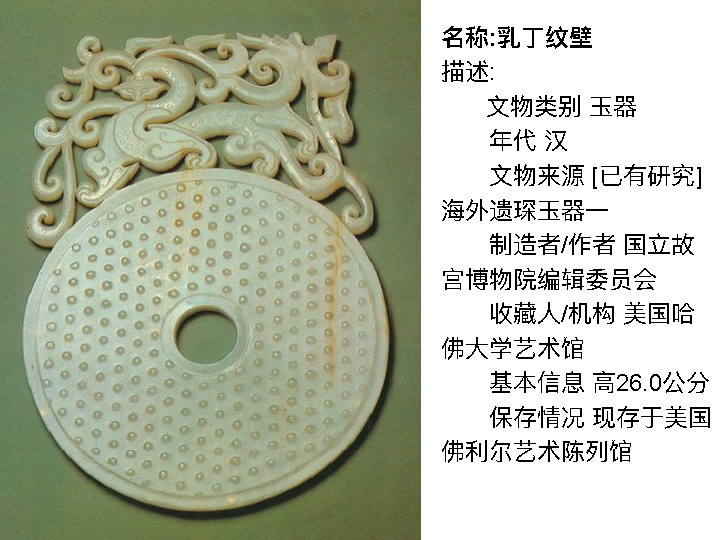 名称: 乳丁纹壁
描述:
文物类别 玉器
年代 汉
文物来源 [已有研究]
海外遗琛玉器一
制造者/作者 国立故
宫博物院编辑委员会
收藏人/机构 美国哈
佛大学艺术馆
基本信息 高26.0公分
保存情况 现存于美国
佛利尔艺术陈列馆